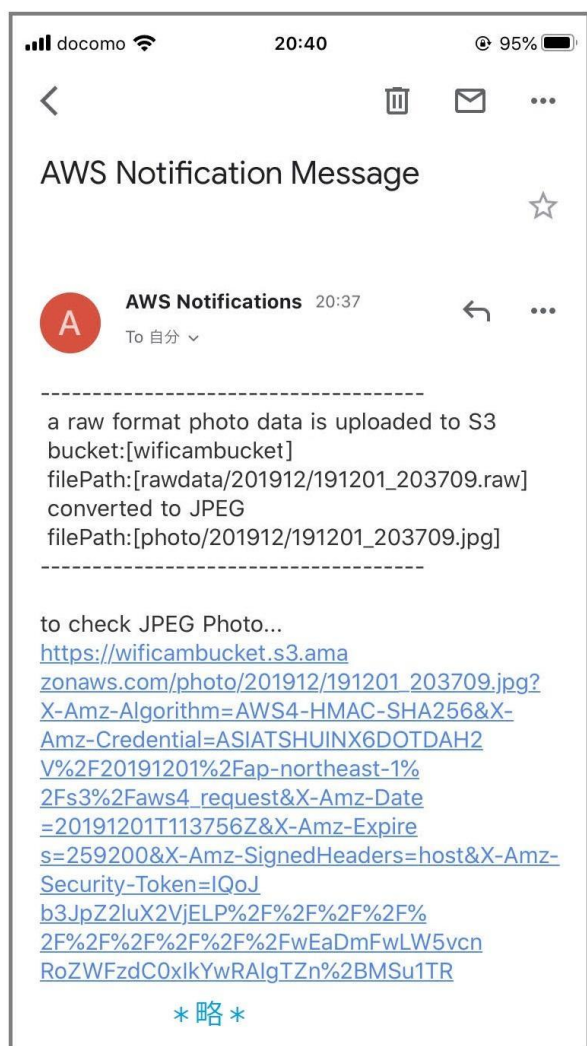 docomo 20:40 95%
AWS Notification Message
A
AWS Notifications 20:37
To 自分
-------------------------------------
a raw format photo data is uploaded to S3
bucket:[wificambucket]
filePath:[rawdata/201912/191201_203709.raw]
converted to JPEG
filePath:[photo/201912/191201_203709.jpg]
-------------------------------------
to check JPEG Photo...
https://wificambucket.s3.ama
zonaws.com/photo/201912/191201_203709.jpg?
X-Amz-Algorithm=AWS4-HMAC-SHA256&X-
Amz-Credential=ASIATSHUINX6DOTDAH2
V%2F20191201%2Fap-northeast-1%
2Fs3%2Faws4_request&X-Amz-Date
=20191201T113756Z&X-Amz-Expire
s=259200&X-Amz-SignedHeaders=host&X-Amz-
Security-Token=IQoJ
b3JpZ2luX2VjELP%2F%2F%2F%2F%
2F%2F%2F%2F%2F%2FwEaDmFwLW5vcn
RoZWFzdC0xIkYwRAIgTZn%2BMSu1TR
*略*